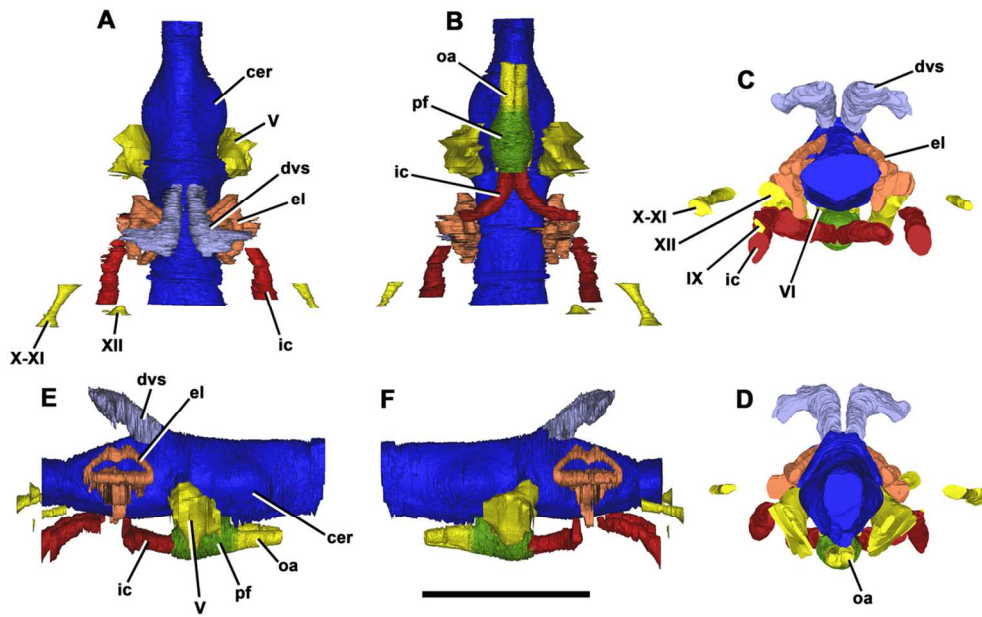 A
cer
V
dvs
el
X-XI
XII
ic
B
oa
pf
ic
C
dvs
el
X-XI
XII
IX
ic
VI
E
dvs
el
cer
ic
V
pf
oa
F
D
oa